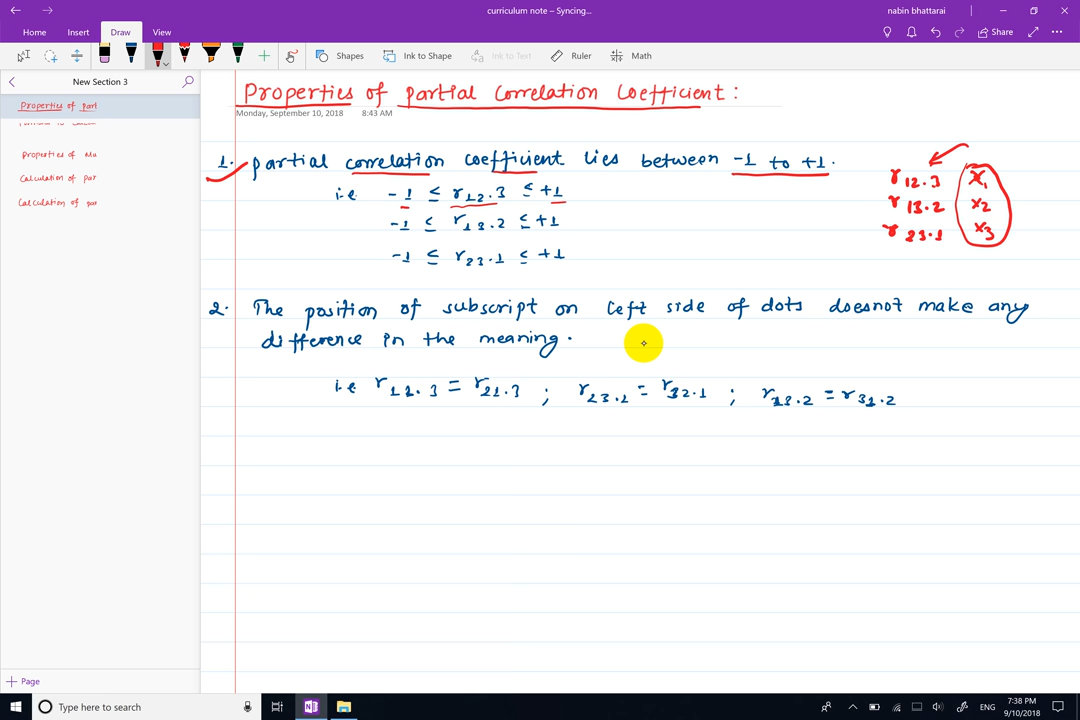 curriculum note – Syncing...
nabin bhattarai
Home Insert Draw View
Share
Shapes Ink to Shape Ink to Text Ruler Math
New Section 3
Properties of parl
Properties of Ma
Calculation of par
Calculation of par
Page
Properties of partial Correlation Coefficient :
Monday, September 10, 2018 8:43 AM
1. partial correlation coefficient lies between -1 to +1.
i.e -1 ≤ r12.3 ≤ +1
-1 ≤ r13.2 ≤ +1
-1 ≤ r23.1 ≤ +1
r12.3 x1
r13.2 x2
r23.1 x3
2. The position of subscript on left side of dots doesnot make any
difference in the meaning.
i.e r12.3 = r21.3 ; r23.1 = r32.1 ; r13.2 = r31.2
Type here to search
ENG
7:38 PM
9/10/2018